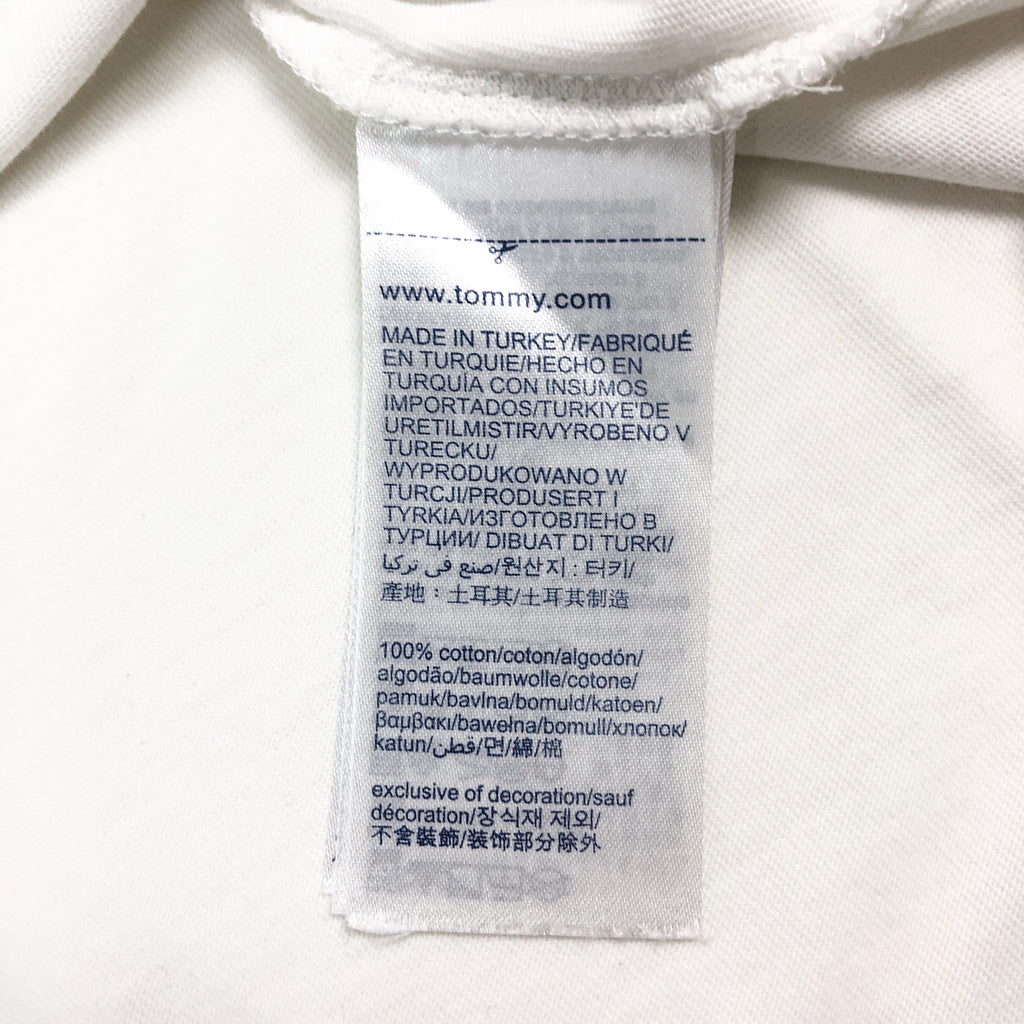 www.tommy.com
MADE IN TURKEY/FABRIQUÉ
EN TURQUIE/HECHO EN
TURQUÍA CON INSUMOS
IMPORTADOS/TURKIYE'DE
URETILMISTIR/VYROBENO V
TURECKU/
WYPRODUKOWANO W
TURCJI/PRODUSERT I
TYRKIA/ИЗГОТОВЛЕНО В
ТУРЦИИ/ DIBUAT DI TURKI/
صنع في تركيا/원산지 : 터키/
產地：土耳其/土耳其制造
100% cotton/coton/algodón/
algodão/baumwolle/cotone/
pamuk/bavlna/bomuld/katoen/
βαμβακι/bawełna/bomull/хлопок/
katun/قطن/면/綿/棉
exclusive of decoration/sauf
décoration/장식재 제외/
不含裝飾/装饰部分除外